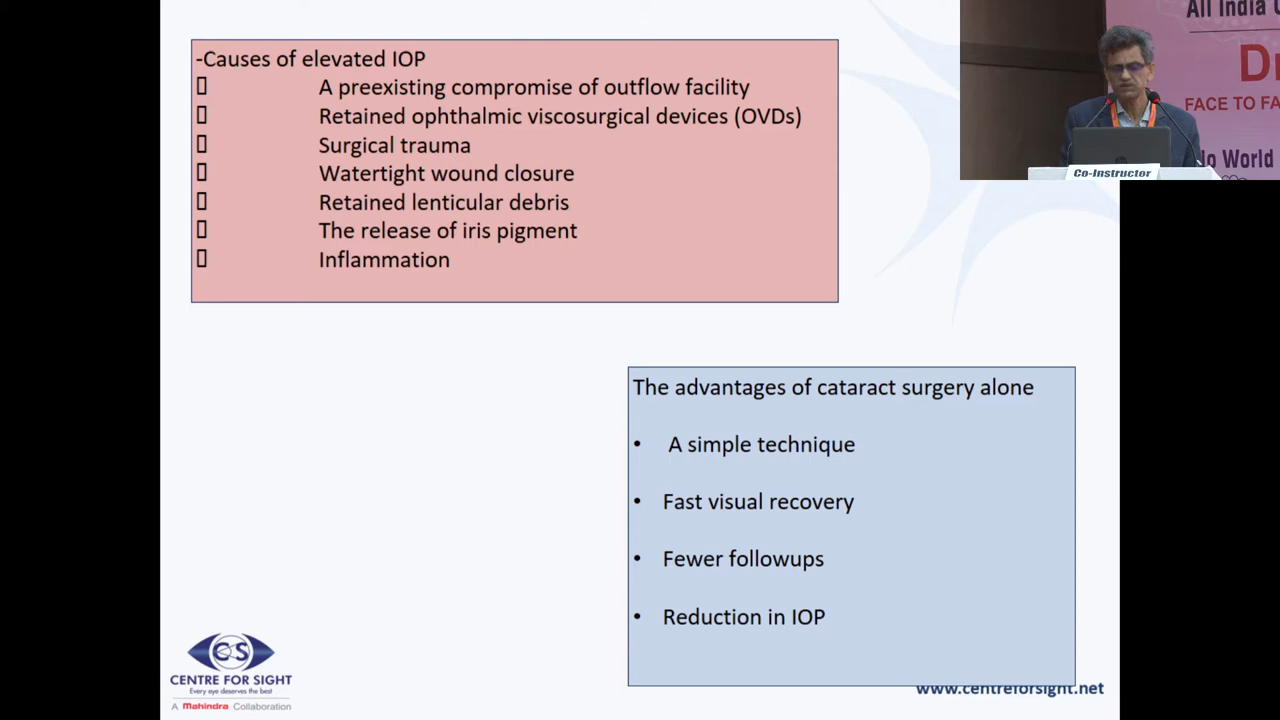 -Causes of elevated IOP
A preexisting compromise of outflow facility
Retained ophthalmic viscosurgical devices (OVDs)
Surgical trauma
Watertight wound closure
Retained lenticular debris
The release of iris pigment
Inflammation
The advantages of cataract surgery alone
• A simple technique
• Fast visual recovery
• Fewer followups
• Reduction in IOP
CS
CENTRE FOR SIGHT
Every eye deserves the best
A Mahindra Collaboration
www.centreforsight.net
All India
FACE TO FA
World
Co-Instructor